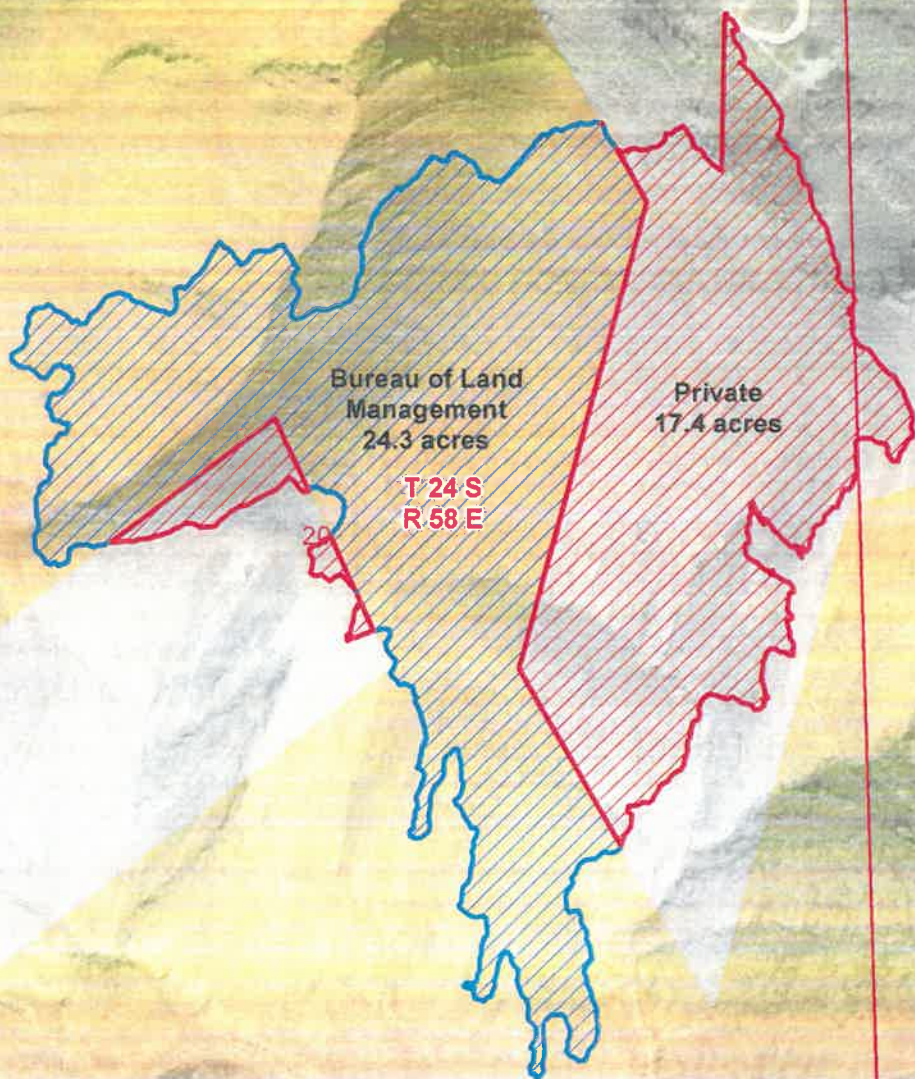 Bureau of Land
Management
24.3 acres
Private
17.4 acres
T 24 S
R 58 E
20